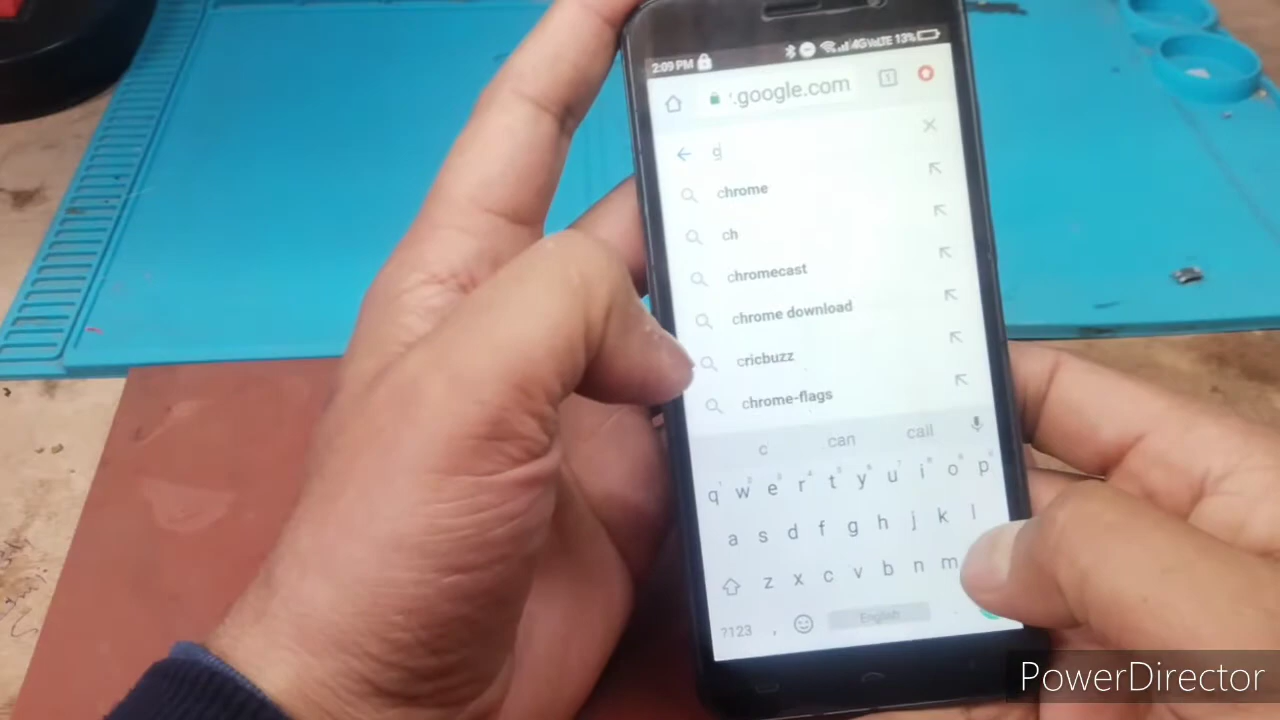 2:09 PM 4G VoLTE 13%
'.google.com 1
g
chrome
ch
chromecast
chrome download
cricbuzz
chrome-flags
c can call
q w e r t y u i o p
a s d f g h j k l
z x c v b n m
?123 , English
PowerDirector